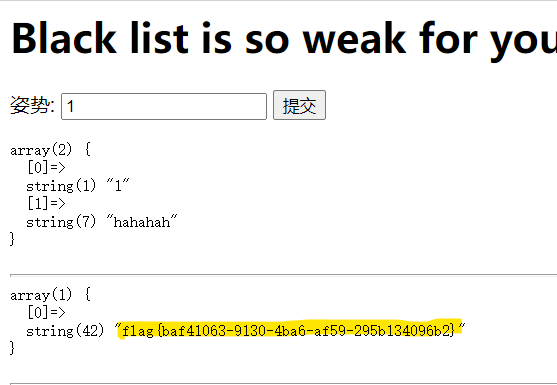 Black list is so weak for you
姿势: 1 提交
array(2) {
[0]=>
string(1) "1"
[1]=>
string(7) "hahahah"
}
array(1) {
[0]=>
string(42) "flag{baf41063-9130-4ba6-af59-295b134096b2}"
}